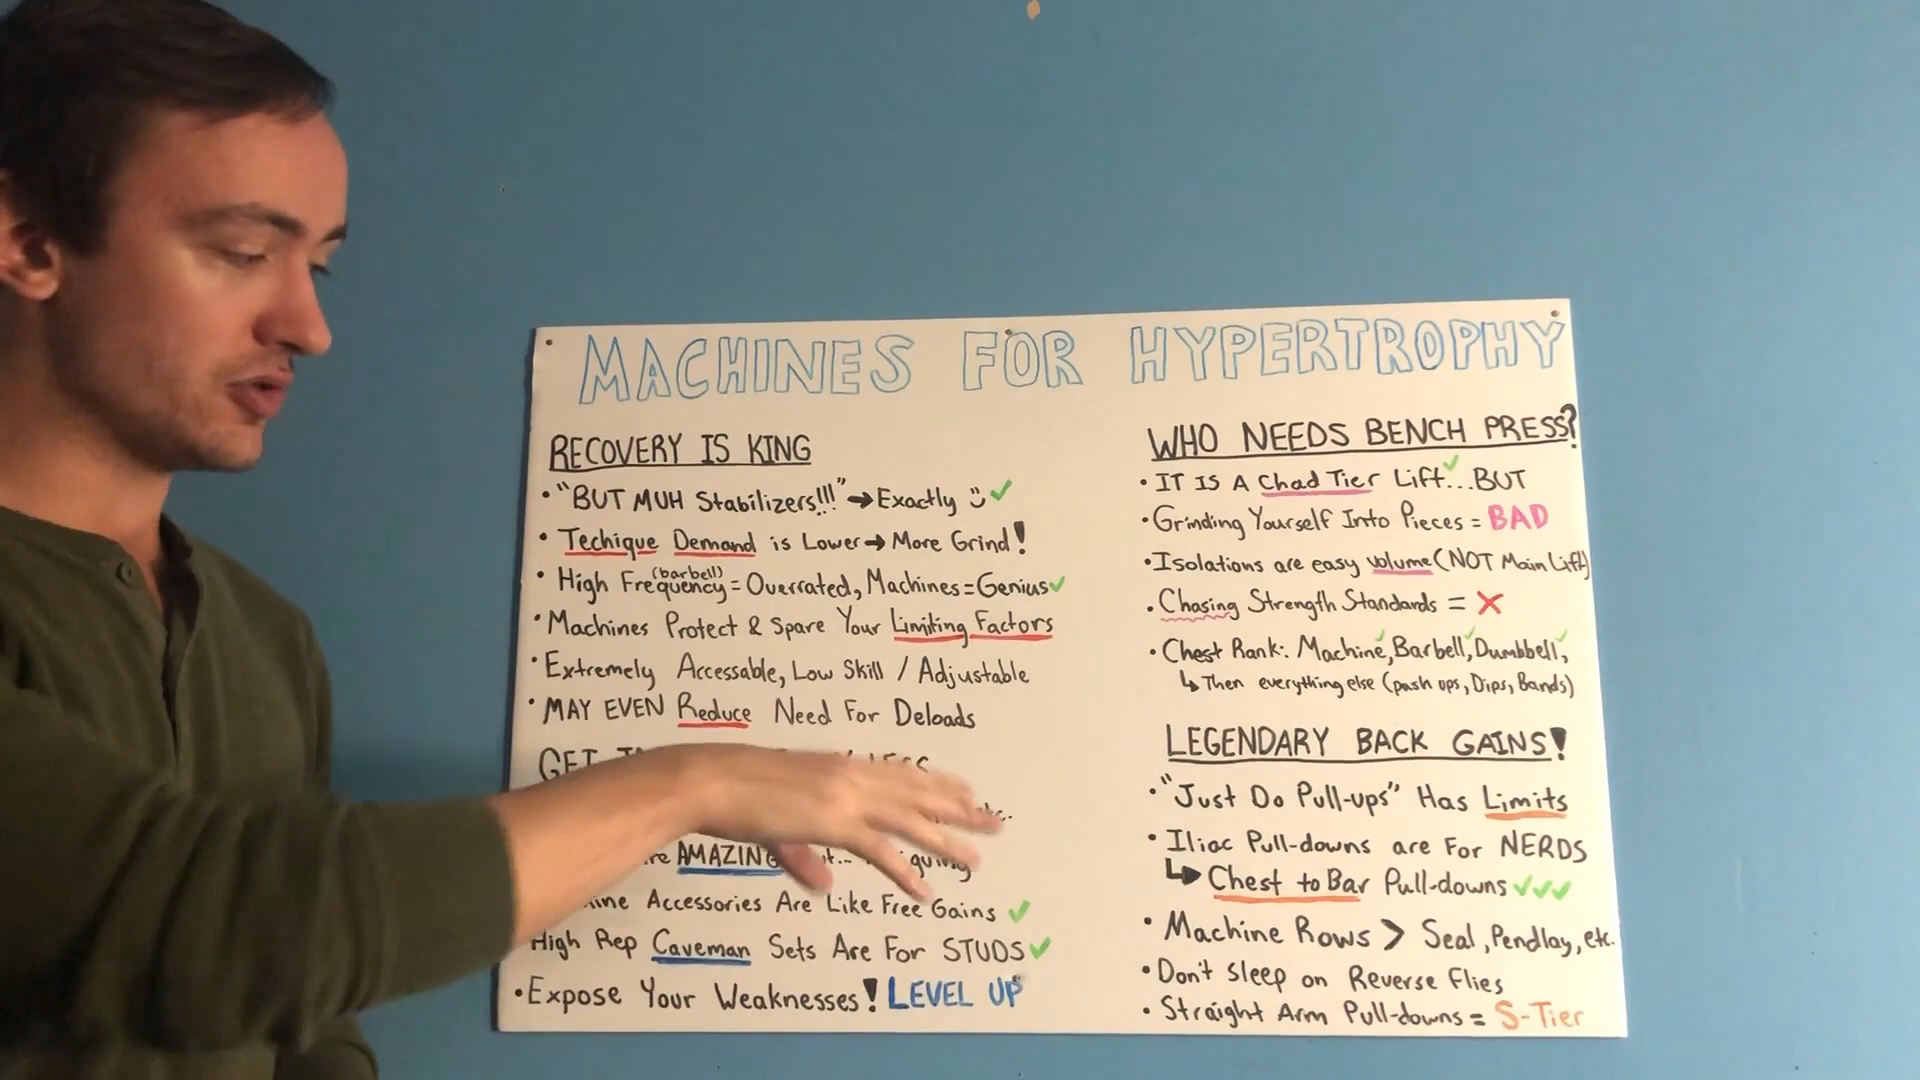 MACHINES FOR HYPERTROPHY
RECOVERY IS KING
• "BUT MUH Stabilizers!!!" → Exactly :) ✓
• Techique Demand is Lower → More Grind!
• High Frequency (barbell) = Overrated, Machines = Genius ✓
• Machines Protect & Spare Your Limiting Factors
• Extremely Accessable, Low Skill / Adjustable
• MAY EVEN Reduce Need For Deloads
GET
etc.
AMAZING
Accessories Are Like Free Gains ✓
High Rep Caveman Sets Are For STUDS ✓
• Expose Your Weaknesses! LEVEL UP
WHO NEEDS BENCH PRESS?
• IT IS A Chad Tier Lift ✓... BUT
• Grinding Yourself Into Pieces = BAD
• Isolations are easy volume (NOT Main Lift)
• Chasing Strength Standards = X
• Chest Rank: Machine ✓, Barbell ✓, Dumbbell ✓,
↳ Then everything else (push ups, Dips, Bands)
LEGENDARY BACK GAINS!
• "Just Do Pull-ups" Has Limits
• Iliac Pull-downs are For NERDS
↳ Chest to Bar Pull-downs ✓✓✓
• Machine Rows > Seal, Pendlay, etc.
• Don't Sleep on Reverse Flies
• Straight Arm Pull-downs = S-Tier